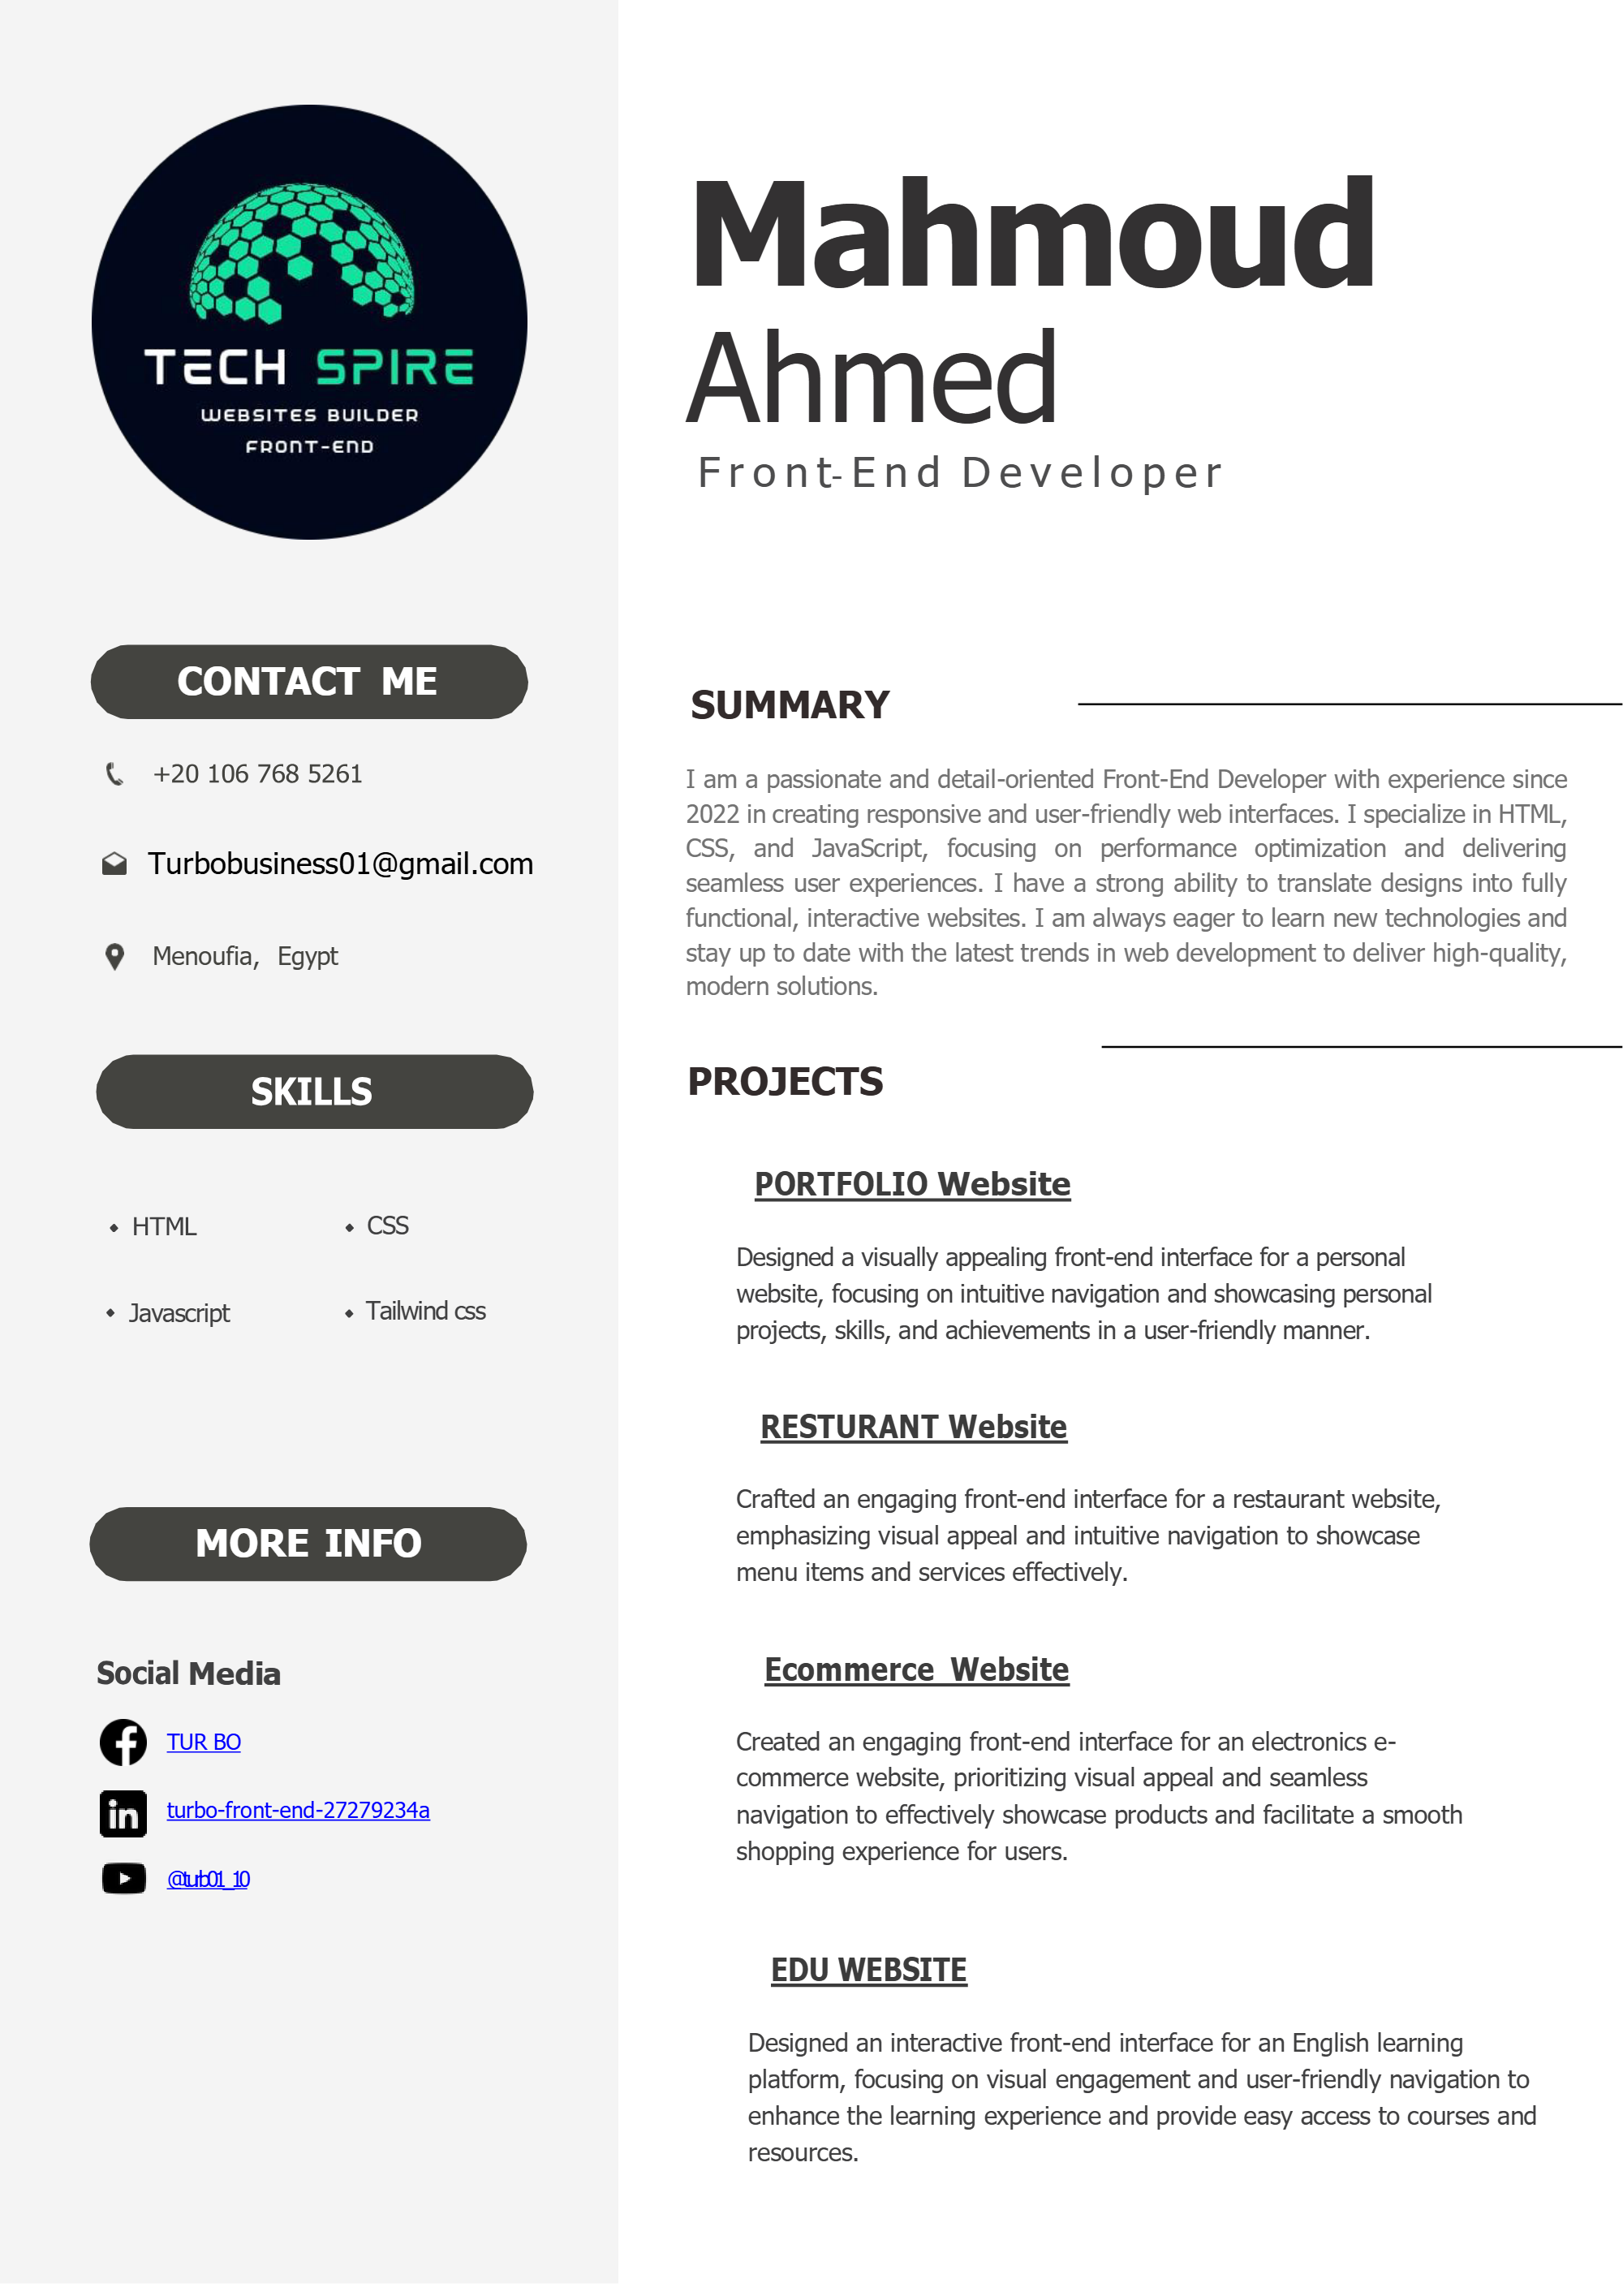 TECH SPIRE
WEBSITES BUILDER
FRONT-END
CONTACT ME
+20 106 768 5261
Turbobusiness01@gmail.com
Menoufia, Egypt
SKILLS
HTML
CSS
Javascript
Tailwind css
MORE INFO
Social Media
TUR BO
turbo-front-end-27279234a
@turb01_10
Mahmoud
Ahmed
Front-End Developer
SUMMARY
I am a passionate and detail-oriented Front-End Developer with experience since
2022 in creating responsive and user-friendly web interfaces. I specialize in HTML,
CSS, and JavaScript, focusing on performance optimization and delivering
seamless user experiences. I have a strong ability to translate designs into fully
functional, interactive websites. I am always eager to learn new technologies and
stay up to date with the latest trends in web development to deliver high-quality,
modern solutions.
PROJECTS
PORTFOLIO Website
Designed a visually appealing front-end interface for a personal
website, focusing on intuitive navigation and showcasing personal
projects, skills, and achievements in a user-friendly manner.
RESTURANT Website
Crafted an engaging front-end interface for a restaurant website,
emphasizing visual appeal and intuitive navigation to showcase
menu items and services effectively.
Ecommerce Website
Created an engaging front-end interface for an electronics e-
commerce website, prioritizing visual appeal and seamless
navigation to effectively showcase products and facilitate a smooth
shopping experience for users.
EDU WEBSITE
Designed an interactive front-end interface for an English learning
platform, focusing on visual engagement and user-friendly navigation to
enhance the learning experience and provide easy access to courses and
resources.